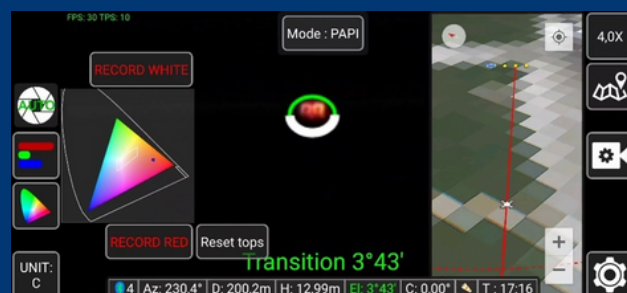 FPS: 30 TPS: 10
Mode : PAPI
4,0X
RECORD WHITE
AUTO
RECORD RED
Reset tops
Transition 3°43'
UNIT:
C
4 Az: 230.4° D: 200.2m H: 12.99m El: 3°43' C: 0.00° T : 17:16
+
−